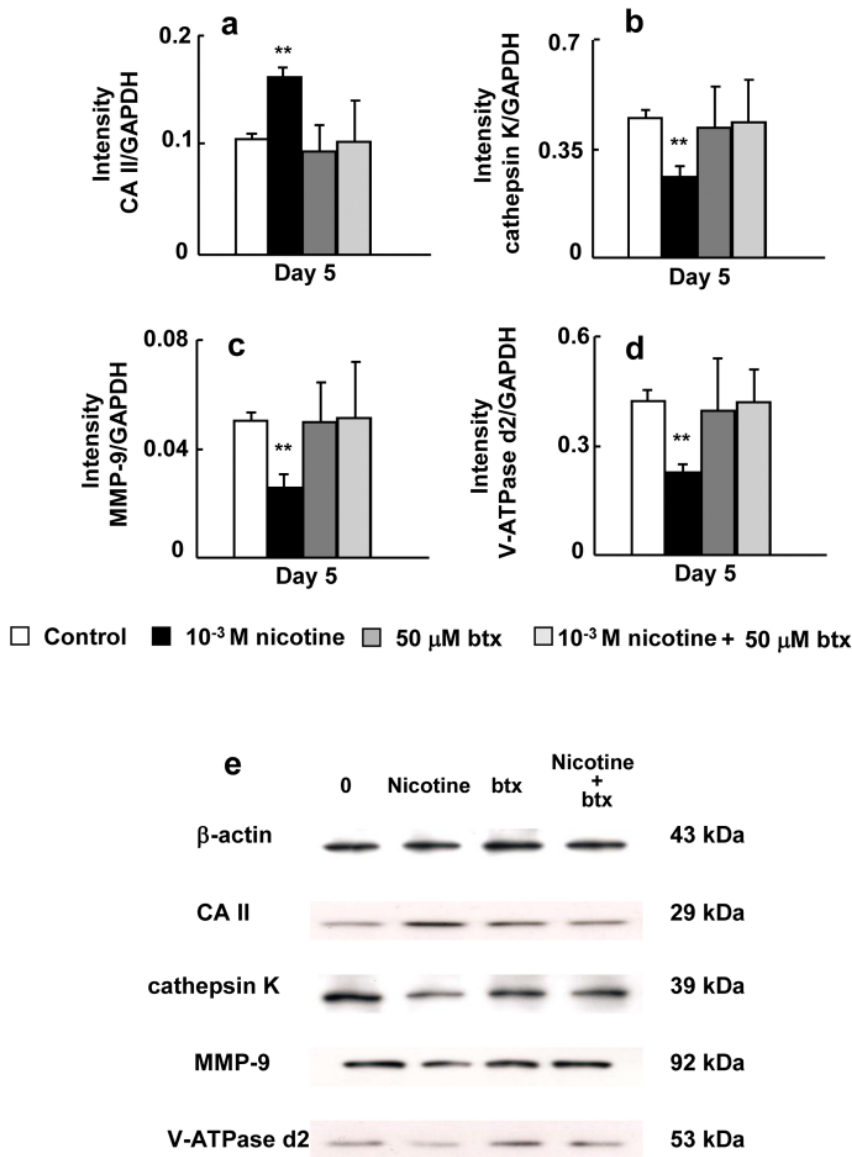 a
0.2
**
Intensity
CA II/GAPDH
0.1
0
Day 5
b
0.7
**
Intensity
cathepsin K/GAPDH
0.35
0
Day 5
c
0.08
**
Intensity
MMP-9/GAPDH
0.04
0
Day 5
d
0.6
**
Intensity
V-ATPase d2/GAPDH
0.3
0
Day 5
Control 10⁻³ M nicotine 50 μM btx 10⁻³ M nicotine + 50 μM btx
e
0 Nicotine btx Nicotine
+
btx
β-actin 43 kDa
CA II 29 kDa
cathepsin K 39 kDa
MMP-9 92 kDa
V-ATPase d2 53 kDa